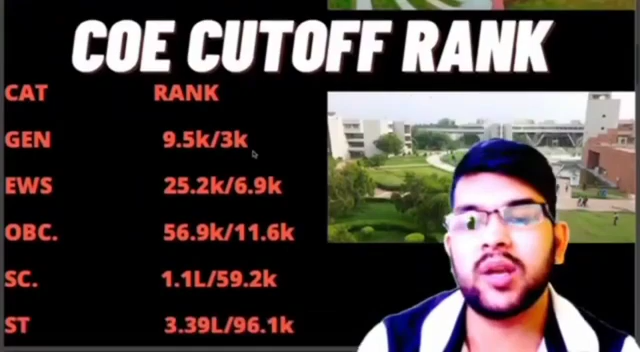 COE CUTOFF RANK
CAT RANK
GEN 9.5k/3k
EWS 25.2k/6.9k
OBC. 56.9k/11.6k
SC. 1.1L/59.2k
ST 3.39L/96.1k